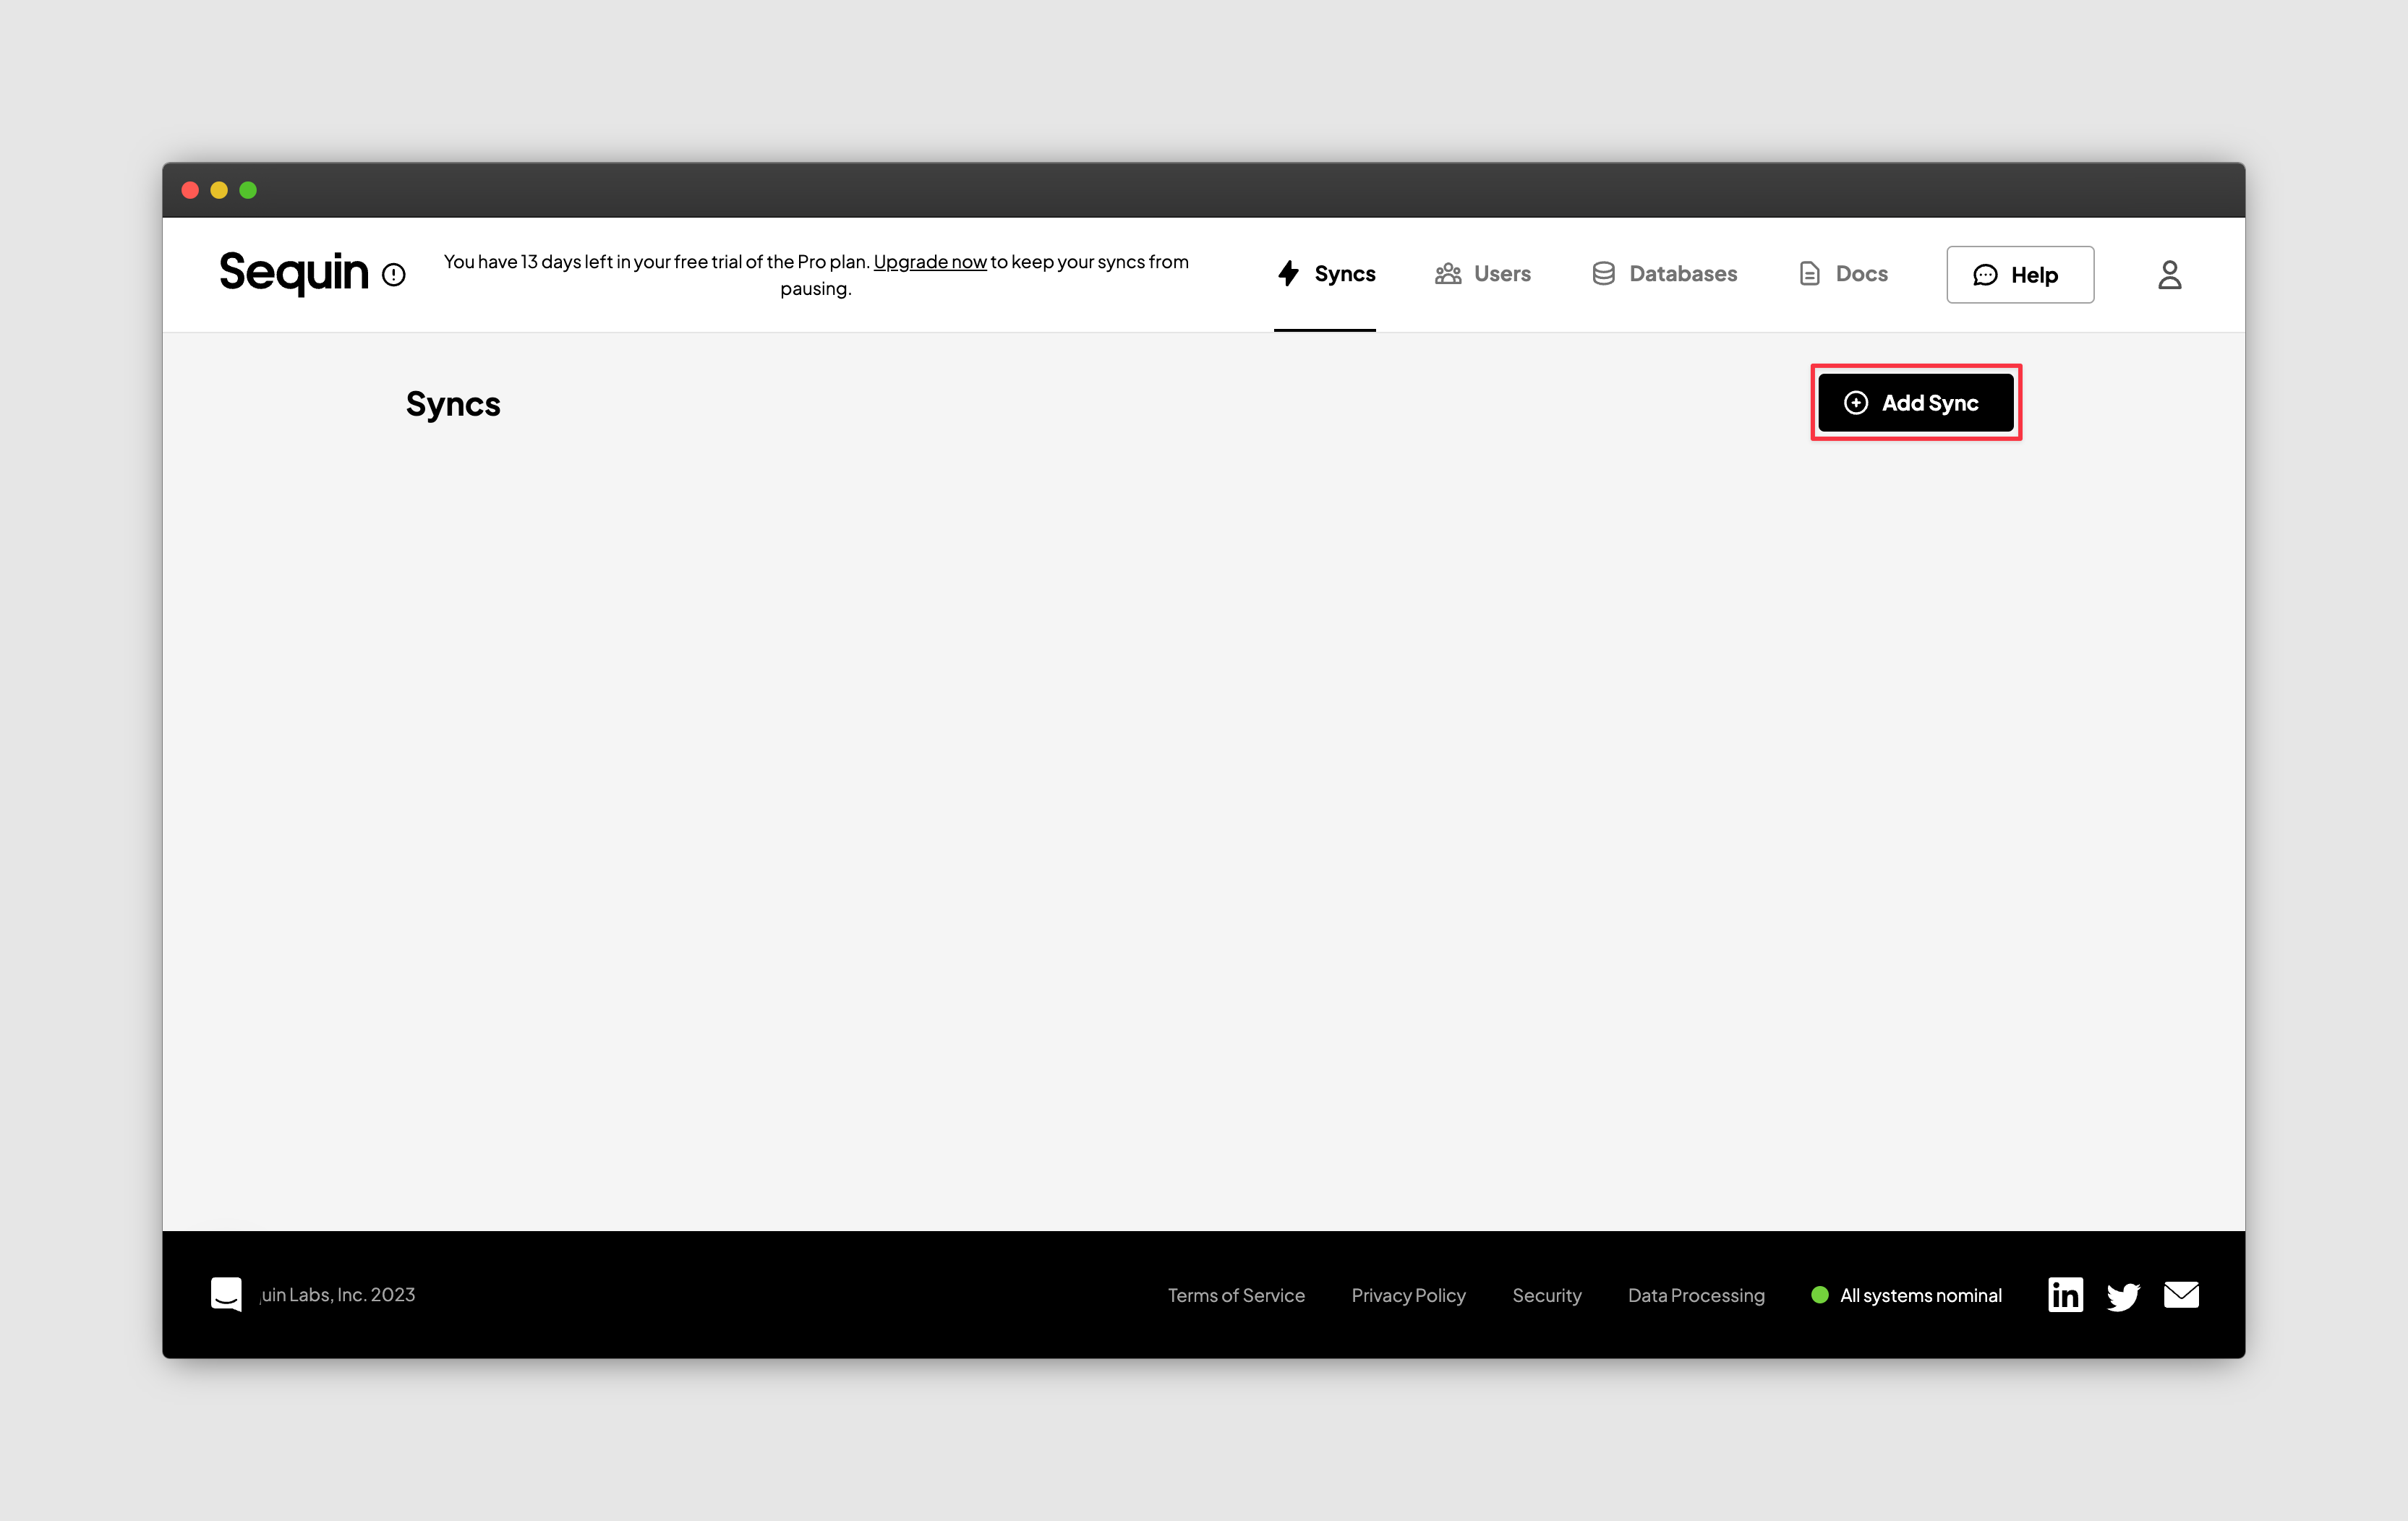 Sequin
You have 13 days left in your free trial of the Pro plan. Upgrade now to keep your syncs from
pausing.
Syncs
Users
Databases
Docs
Help
Syncs
Add Sync
uin Labs, Inc. 2023
Terms of Service
Privacy Policy
Security
Data Processing
All systems nominal
in